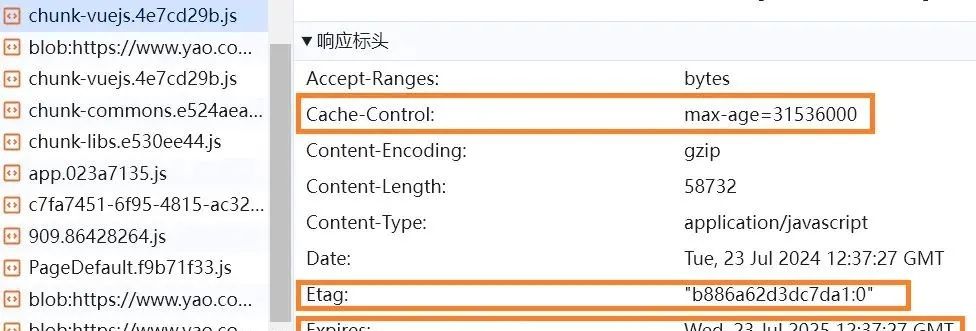 chunk-vuejs.4e7cd29b.js
blob:https://www.yao.co...
chunk-vuejs.4e7cd29b.js
chunk-commons.e524aea...
chunk-libs.e530ee44.js
app.023a7135.js
c7fa7451-6f95-4815-ac32...
909.86428264.js
PageDefault.f9b71f33.js
blob:https://www.yao.co...
blob:https://www.yao.co...
▼响应标头
Accept-Ranges: bytes
Cache-Control: max-age=31536000
Content-Encoding: gzip
Content-Length: 58732
Content-Type: application/javascript
Date: Tue, 23 Jul 2024 12:37:27 GMT
Etag: "b886a62d3dc7da1:0"
Expires: Wed, 23 Jul 2025 12:37:27 GMT